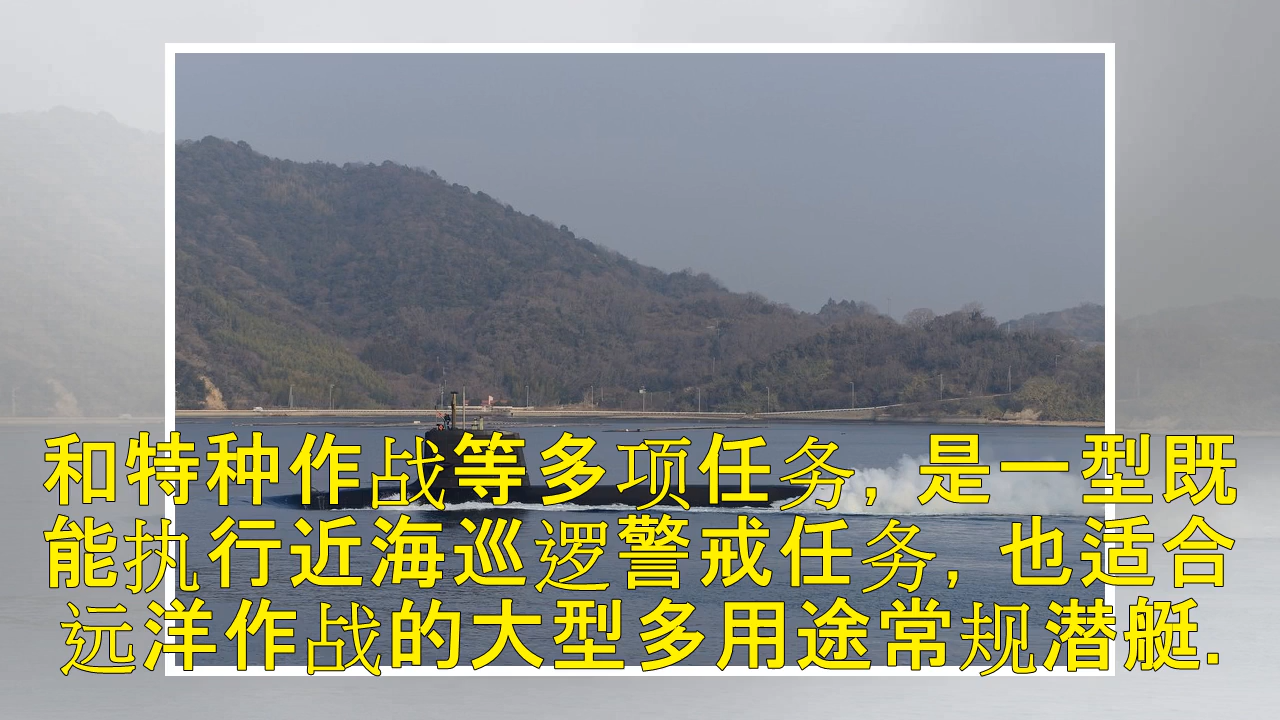 和特种作战等多项任务, 是一型既
能执行近海巡逻警戒任务, 也适合
远洋作战的大型多用途常规潜艇.